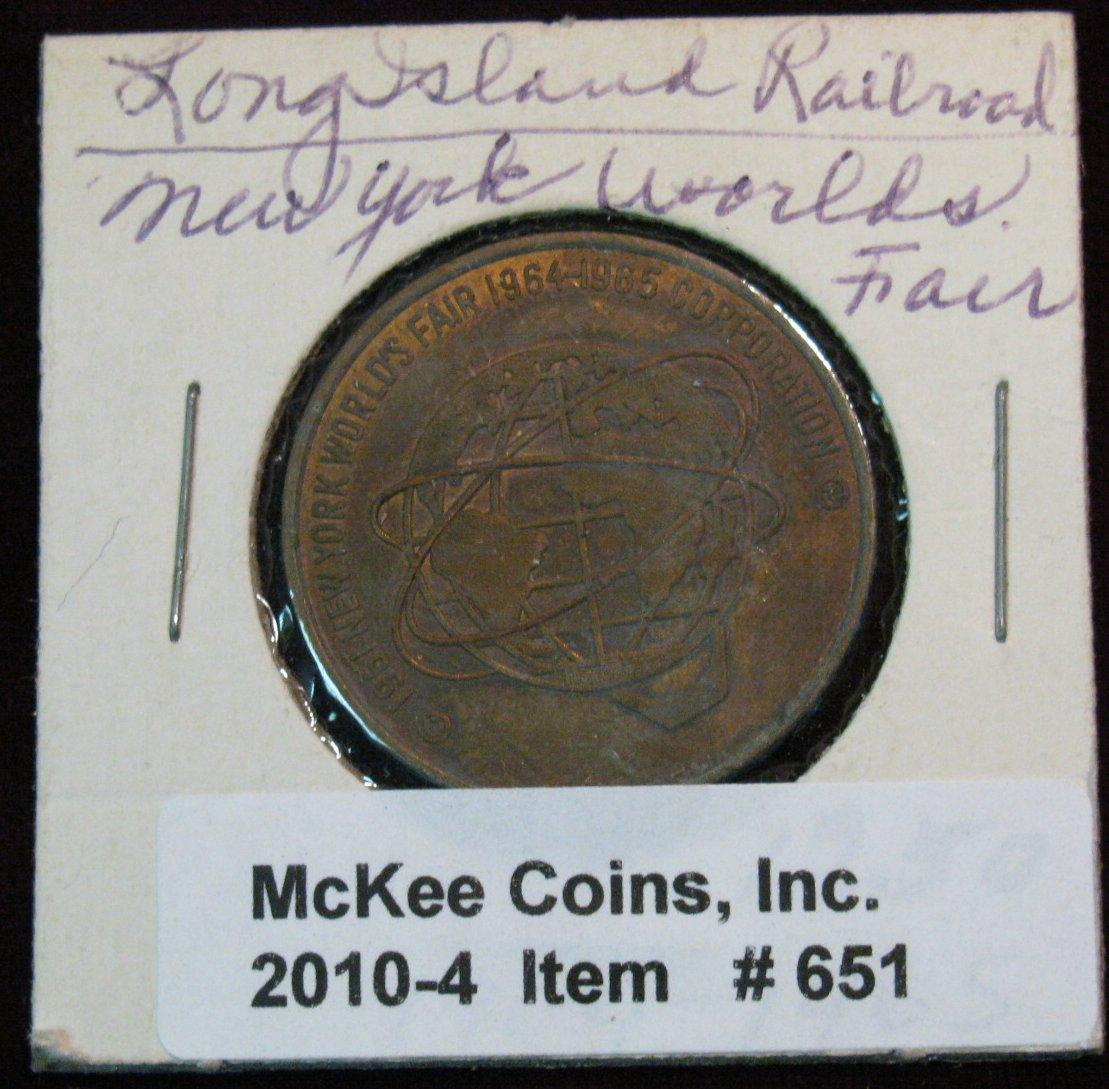 Long Island Railroad
New York Worlds
Fair
© 1961 NEW YORK WORLD'S FAIR 1964-1965 CORPORATION ®
McKee Coins, Inc.
2010-4 Item # 651